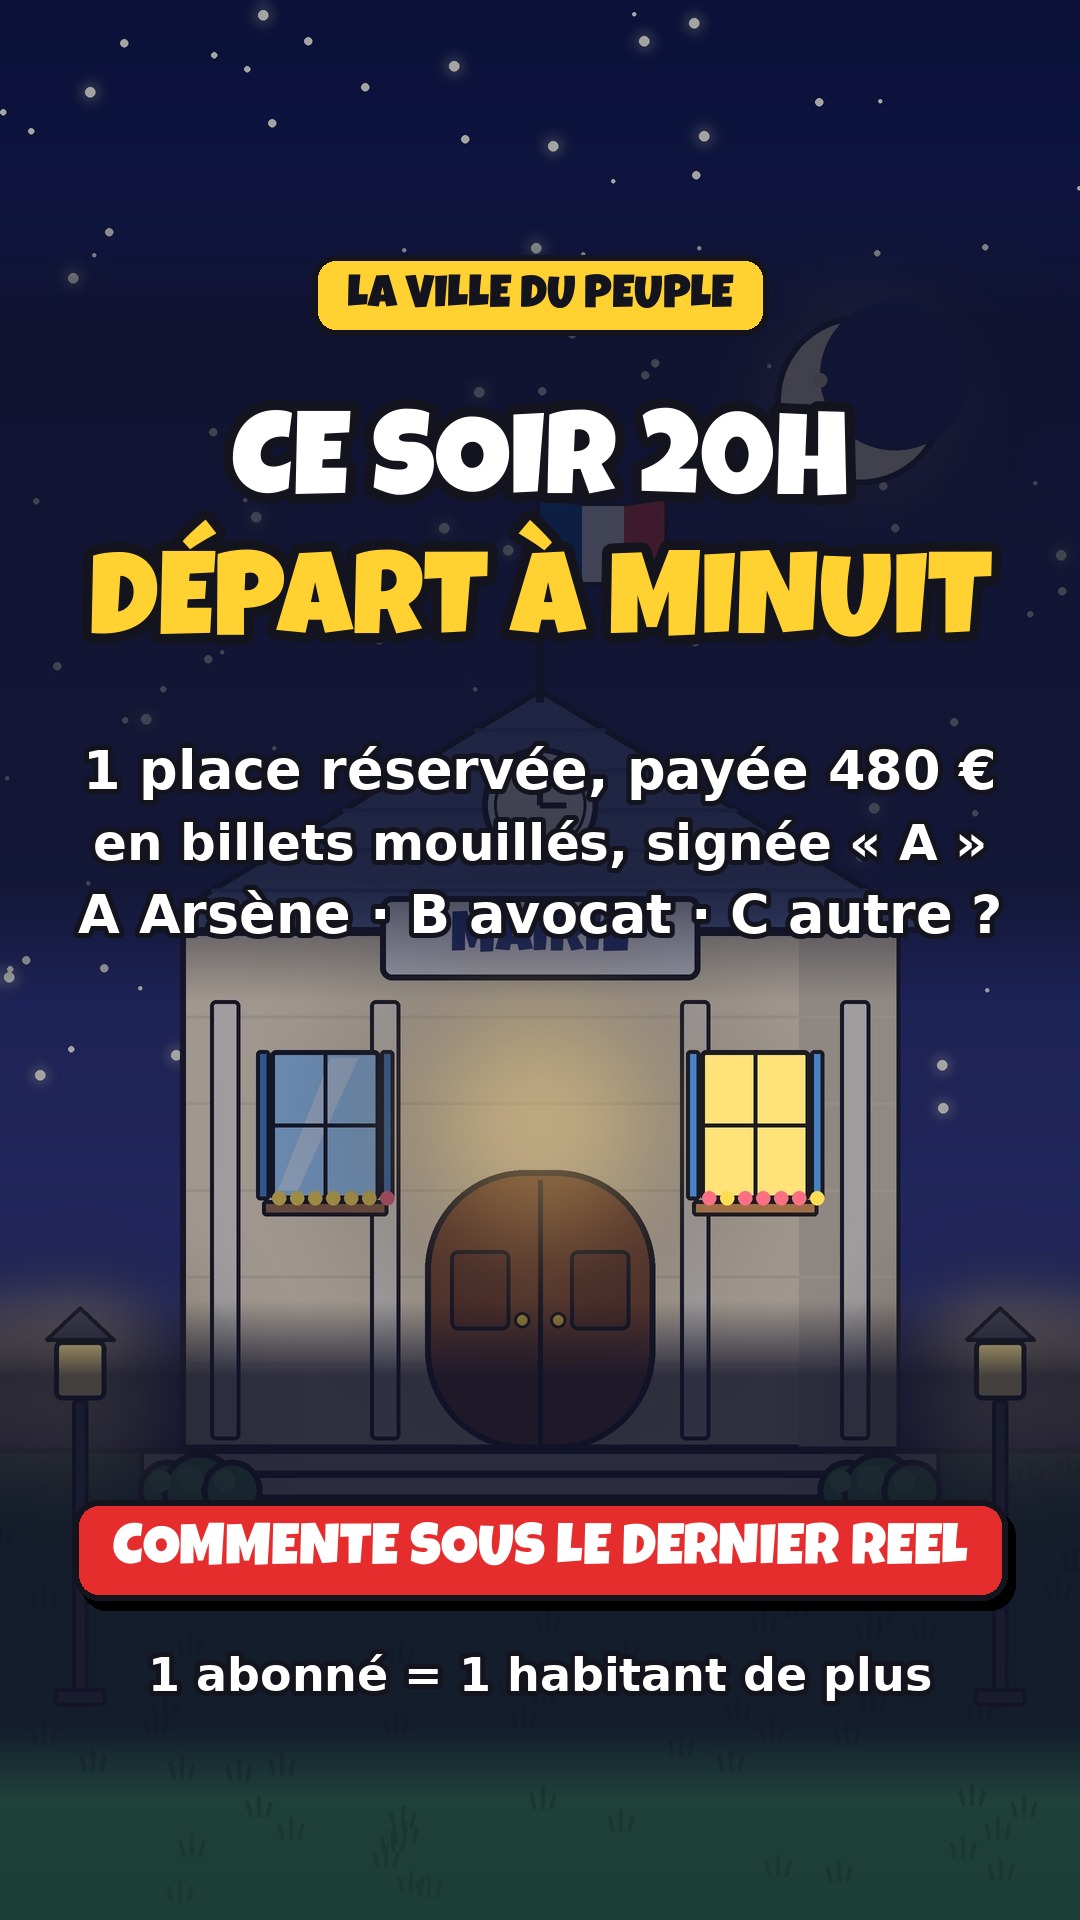 LA VILLE DU PEUPLE
CE SOIR 20H
DÉPART À MINUIT
1 place réservée, payée 480 €
en billets mouillés, signée « A »
A Arsène · B avocat · C autre ?
MAIRIE
COMMENTE SOUS LE DERNIER REEL
1 abonné = 1 habitant de plus